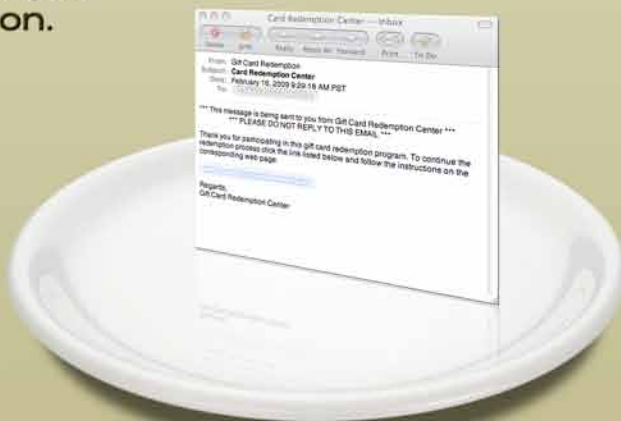 on.
Card Redemption Center — Inbox
Delete Junk Reply Reply All Forward Print To Do
From: Gift Card Redemption
Subject: Card Redemption Center
Date: February 16, 2009 9:29:18 AM PST
To:
*** This message is being sent to you from Gift Card Redemption Center ***
*** PLEASE DO NOT REPLY TO THIS EMAIL ***
Thank you for participating in this gift card redemption program. To continue the
redemption process click the link listed below and follow the instructions on the
corresponding web page:
Regards,
Gift Card Redemption Center